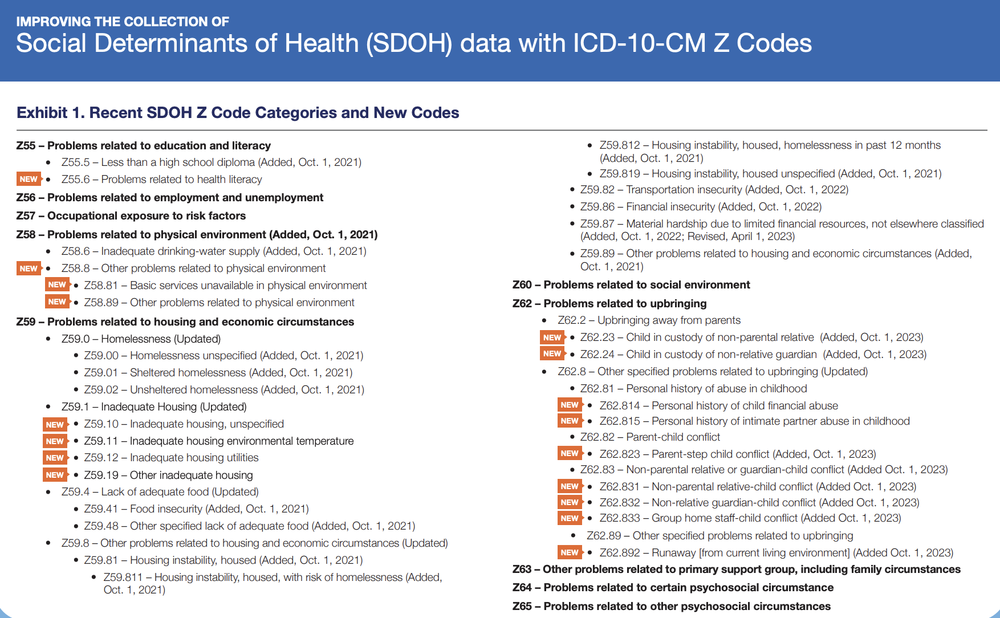 IMPROVING THE COLLECTION OF
Social Determinants of Health (SDOH) data with ICD-10-CM Z Codes
Exhibit 1. Recent SDOH Z Code Categories and New Codes
Z55 – Problems related to education and literacy
• Z55.5 – Less than a high school diploma (Added, Oct. 1, 2021)
NEW • Z55.6 – Problems related to health literacy
Z56 – Problems related to employment and unemployment
Z57 – Occupational exposure to risk factors
Z58 – Problems related to physical environment (Added, Oct. 1, 2021)
• Z58.6 – Inadequate drinking-water supply (Added, Oct. 1, 2021)
NEW • Z58.8 – Other problems related to physical environment
NEW • Z58.81 – Basic services unavailable in physical environment
NEW • Z58.89 – Other problems related to physical environment
Z59 – Problems related to housing and economic circumstances
• Z59.0 – Homelessness (Updated)
• Z59.00 – Homelessness unspecified (Added, Oct. 1, 2021)
• Z59.01 – Sheltered homelessness (Added, Oct. 1, 2021)
• Z59.02 – Unsheltered homelessness (Added, Oct. 1, 2021)
• Z59.1 – Inadequate Housing (Updated)
NEW • Z59.10 – Inadequate housing, unspecified
NEW • Z59.11 – Inadequate housing environmental temperature
NEW • Z59.12 – Inadequate housing utilities
NEW • Z59.19 – Other inadequate housing
• Z59.4 – Lack of adequate food (Updated)
• Z59.41 – Food insecurity (Added, Oct. 1, 2021)
• Z59.48 – Other specified lack of adequate food (Added, Oct. 1, 2021)
• Z59.8 – Other problems related to housing and economic circumstances (Updated)
• Z59.81 – Housing instability, housed (Added, Oct. 1, 2021)
• Z59.811 – Housing instability, housed, with risk of homelessness (Added,
Oct. 1, 2021)
• Z59.812 – Housing instability, housed, homelessness in past 12 months
(Added, Oct. 1, 2021)
• Z59.819 – Housing instability, housed unspecified (Added, Oct. 1, 2021)
• Z59.82 – Transportation insecurity (Added, Oct. 1, 2022)
• Z59.86 – Financial insecurity (Added, Oct. 1, 2022)
• Z59.87 – Material hardship due to limited financial resources, not elsewhere classified
(Added, Oct. 1, 2022; Revised, April 1, 2023)
• Z59.89 – Other problems related to housing and economic circumstances (Added,
Oct. 1, 2021)
Z60 – Problems related to social environment
Z62 – Problems related to upbringing
• Z62.2 – Upbringing away from parents
NEW • Z62.23 – Child in custody of non-parental relative (Added, Oct. 1, 2023)
NEW • Z62.24 – Child in custody of non-relative guardian (Added, Oct. 1, 2023)
• Z62.8 – Other specified problems related to upbringing (Updated)
• Z62.81 – Personal history of abuse in childhood
NEW • Z62.814 – Personal history of child financial abuse
NEW • Z62.815 – Personal history of intimate partner abuse in childhood
• Z62.82 – Parent-child conflict
NEW • Z62.823 – Parent-step child conflict (Added, Oct. 1, 2023)
• Z62.83 – Non-parental relative or guardian-child conflict (Added Oct. 1, 2023)
NEW • Z62.831 – Non-parental relative-child conflict (Added Oct. 1, 2023)
NEW • Z62.832 – Non-relative guardian-child conflict (Added Oct. 1, 2023)
NEW • Z62.833 – Group home staff-child conflict (Added Oct. 1, 2023)
• Z62.89 – Other specified problems related to upbringing
NEW • Z62.892 – Runaway [from current living environment] (Added Oct. 1, 2023)
Z63 – Other problems related to primary support group, including family circumstances
Z64 – Problems related to certain psychosocial circumstance
Z65 – Problems related to other psychosocial circumstances